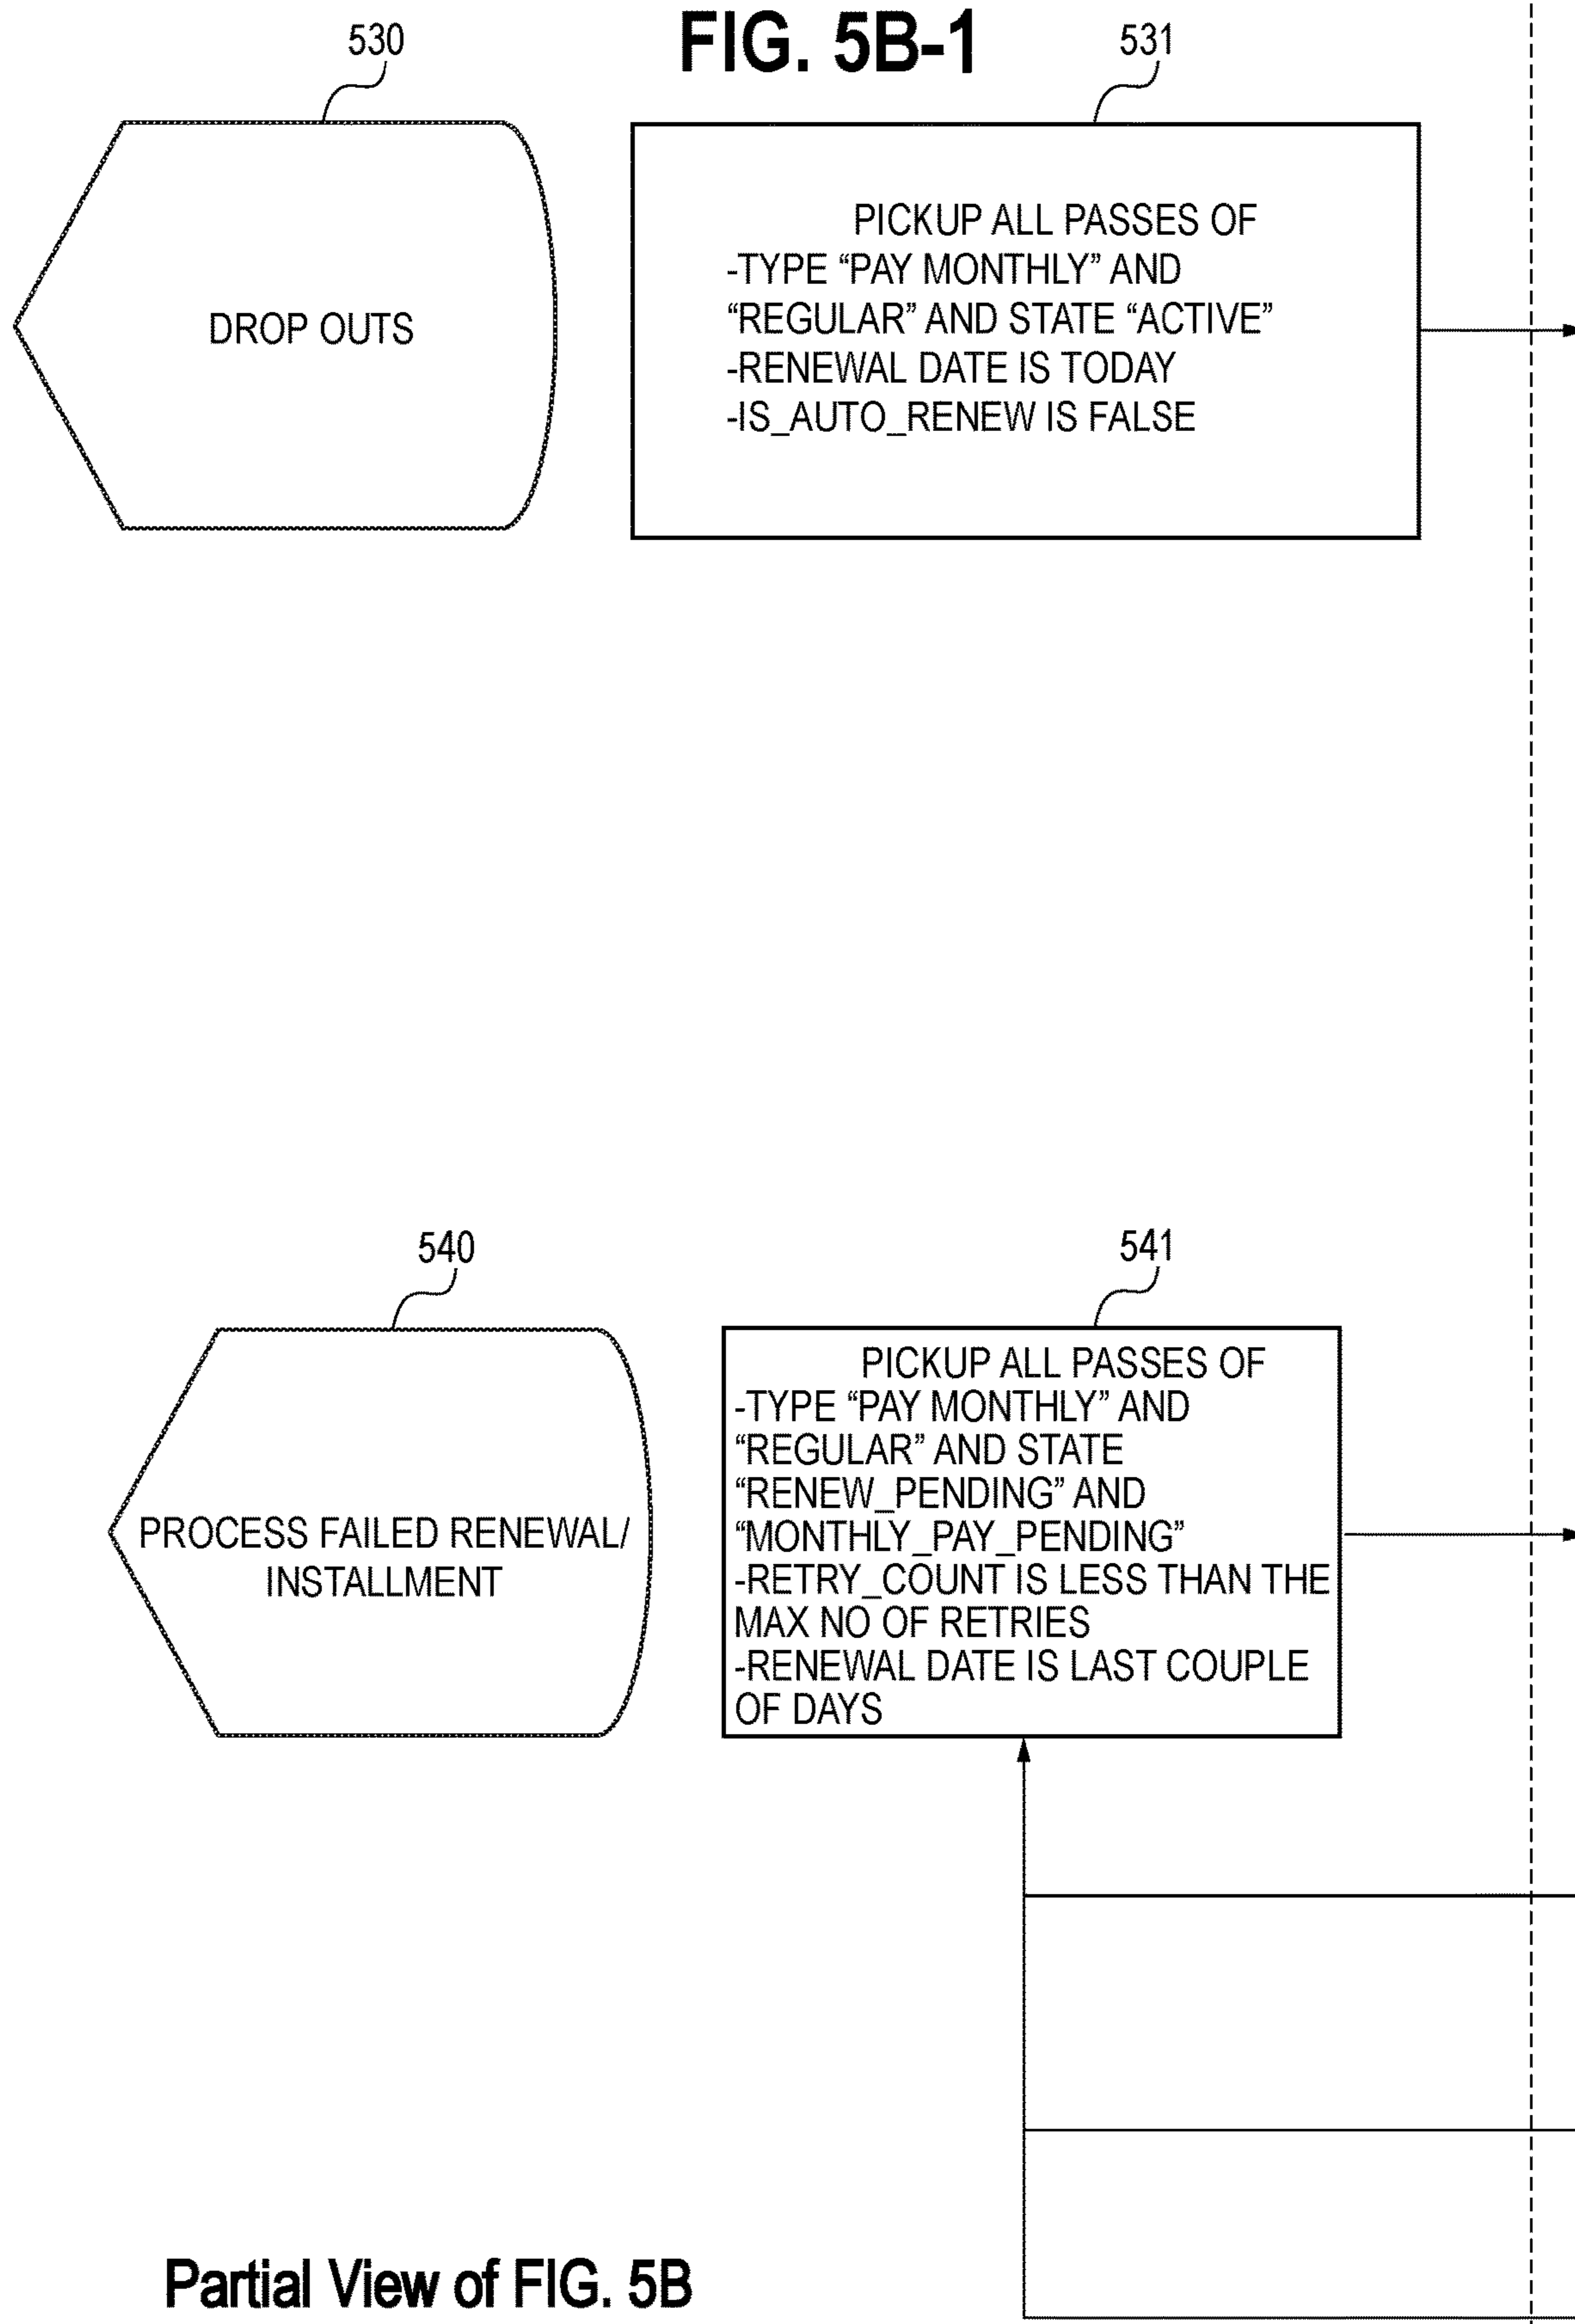 FIG. 5B-1
530
531
DROP OUTS
PICKUP ALL PASSES OF
-TYPE “PAY MONTHLY” AND
“REGULAR” AND STATE “ACTIVE”
-RENEWAL DATE IS TODAY
-IS_AUTO_RENEW IS FALSE
540
541
PROCESS FAILED RENEWAL/
INSTALLMENT
PICKUP ALL PASSES OF
-TYPE “PAY MONTHLY” AND
“REGULAR” AND STATE
“RENEW_PENDING” AND
“MONTHLY_PAY_PENDING”
-RETRY_COUNT IS LESS THAN THE
MAX NO OF RETRIES
-RENEWAL DATE IS LAST COUPLE
OF DAYS
Partial View of FIG. 5B